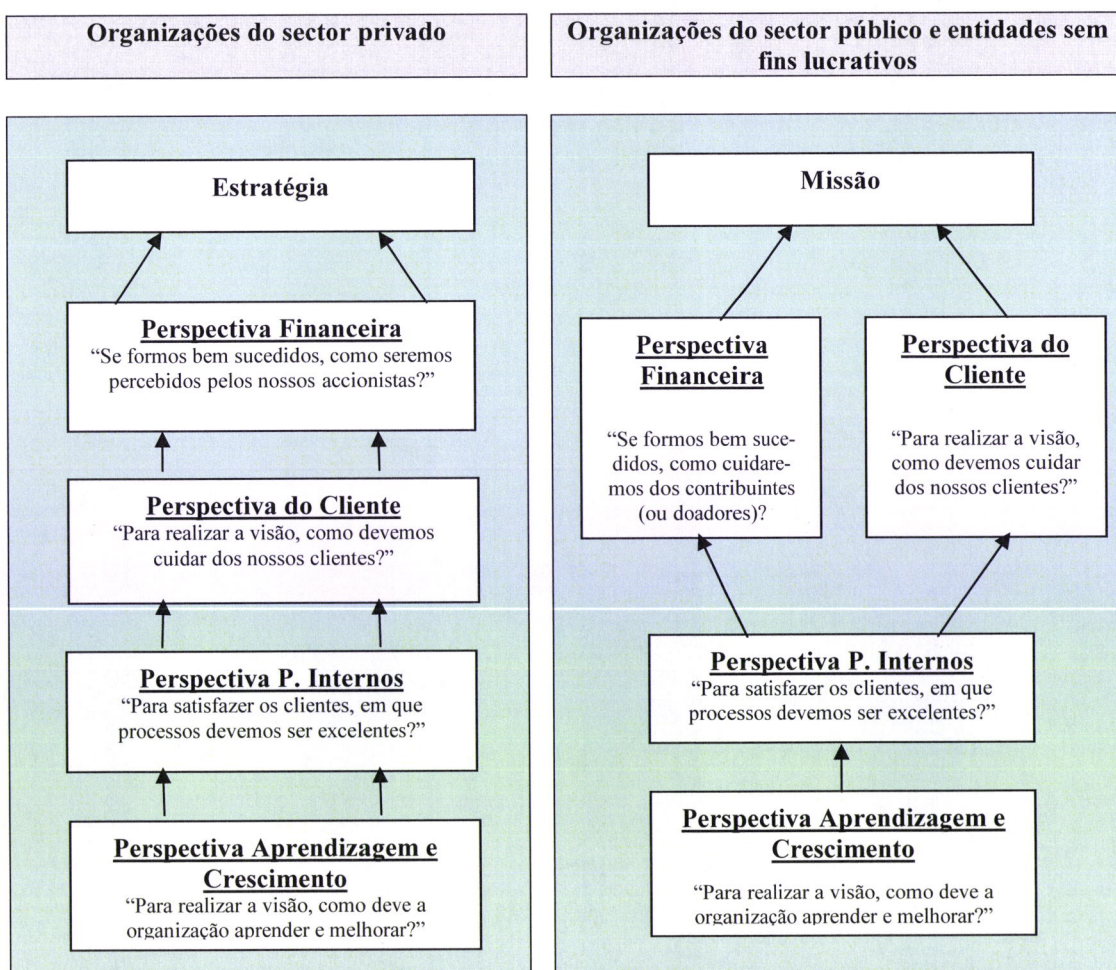 Organizações do sector privado
Estratégia
Perspectiva Financeira
“Se formos bem sucedidos, como seremos
percebidos pelos nossos accionistas?”
Perspectiva do Cliente
“Para realizar a visão, como devemos
cuidar dos nossos clientes?”
Perspectiva P. Internos
“Para satisfazer os clientes, em que
processos devemos ser excelentes?”
Perspectiva Aprendizagem e
Crescimento
“Para realizar a visão, como deve a
organização aprender e melhorar?”
Organizações do sector público e entidades sem
fins lucrativos
Missão
Perspectiva
Financeira
“Se formos bem suce-
didos, como cuidare-
mos dos contribuintes
(ou doadores)?
Perspectiva do
Cliente
“Para realizar a visão,
como devemos cuidar
dos nossos clientes?”
Perspectiva P. Internos
“Para satisfazer os clientes, em que
processos devemos ser excelentes?”
Perspectiva Aprendizagem e
Crescimento
“Para realizar a visão, como deve a
organização aprender e melhorar?”